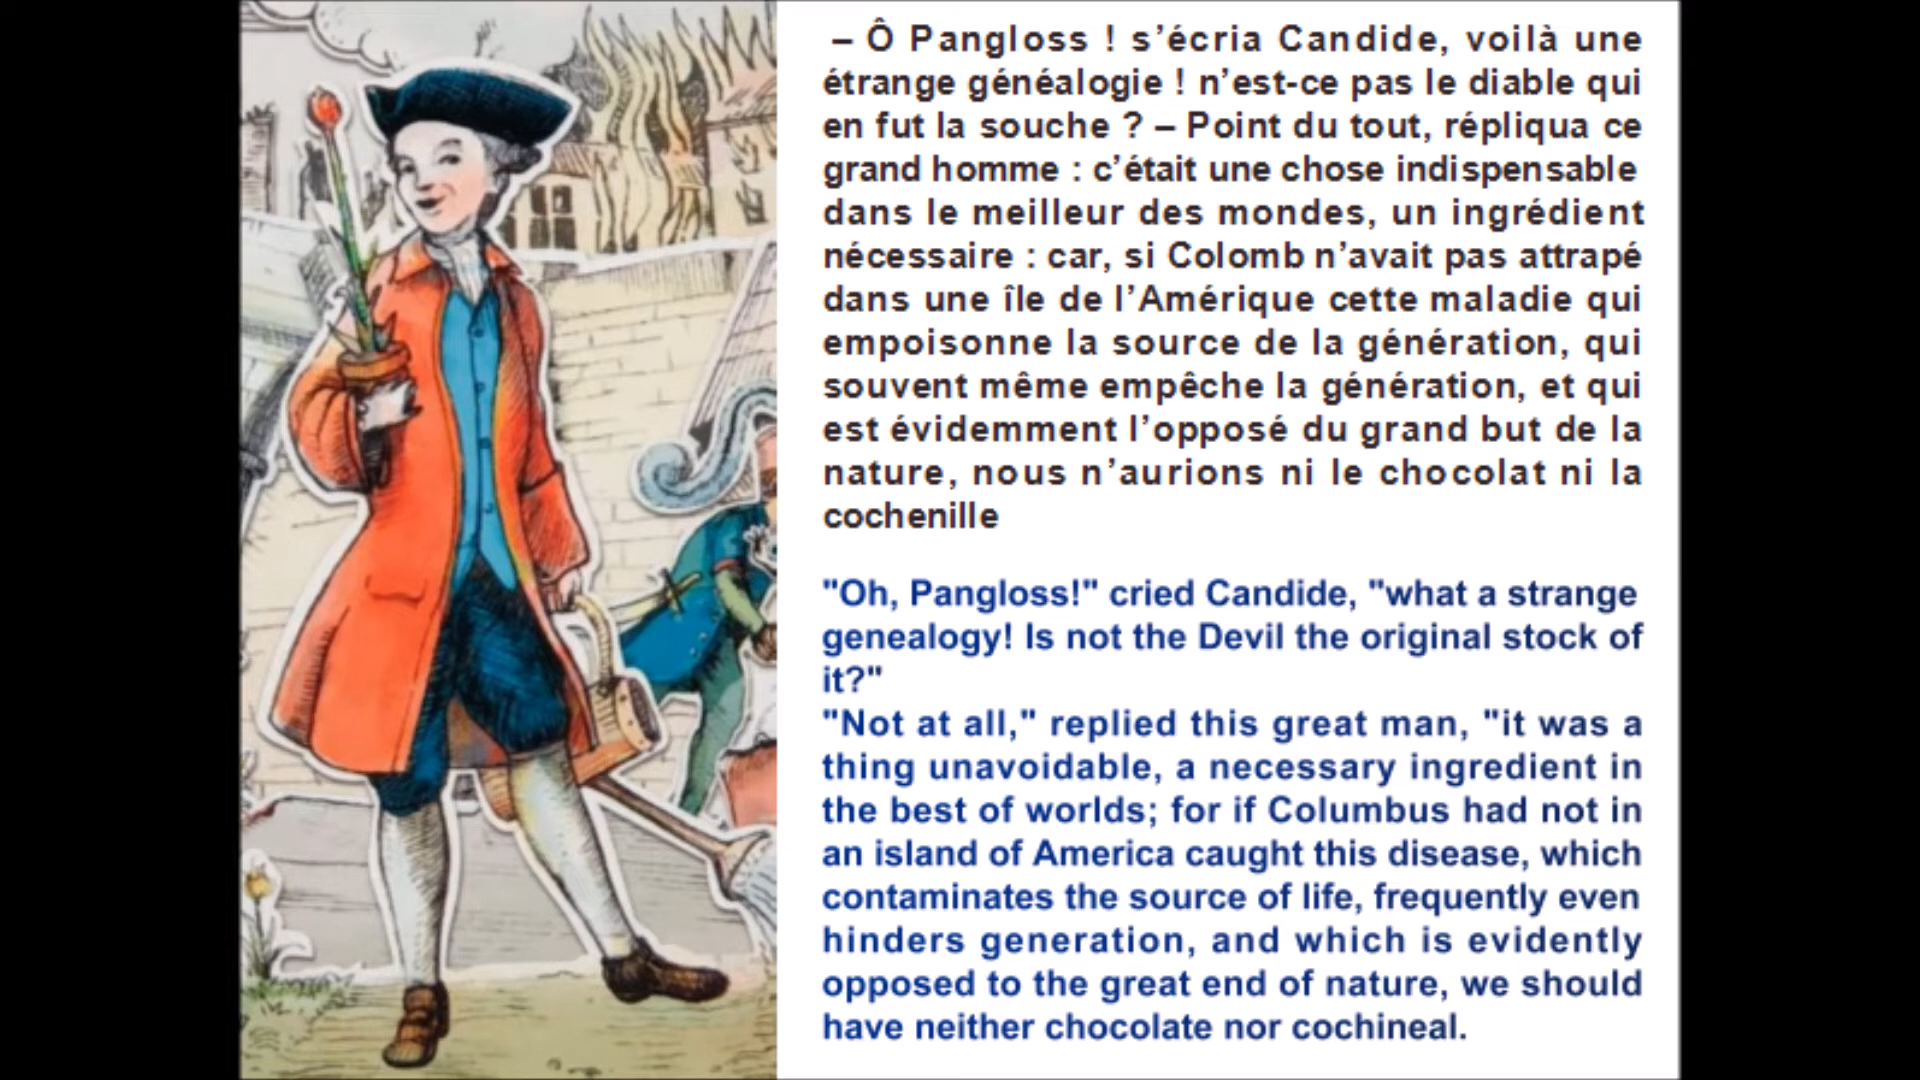 – Ô Pangloss ! s’écria Candide, voilà une
étrange généalogie ! n’est-ce pas le diable qui
en fut la souche ? – Point du tout, répliqua ce
grand homme : c’était une chose indispensable
dans le meilleur des mondes, un ingrédient
nécessaire : car, si Colomb n’avait pas attrapé
dans une île de l’Amérique cette maladie qui
empoisonne la source de la génération, qui
souvent même empêche la génération, et qui
est évidemment l’opposé du grand but de la
nature, nous n’aurions ni le chocolat ni la
cochenille
"Oh, Pangloss!" cried Candide, "what a strange
genealogy! Is not the Devil the original stock of
it?"
"Not at all," replied this great man, "it was a
thing unavoidable, a necessary ingredient in
the best of worlds; for if Columbus had not in
an island of America caught this disease, which
contaminates the source of life, frequently even
hinders generation, and which is evidently
opposed to the great end of nature, we should
have neither chocolate nor cochineal.